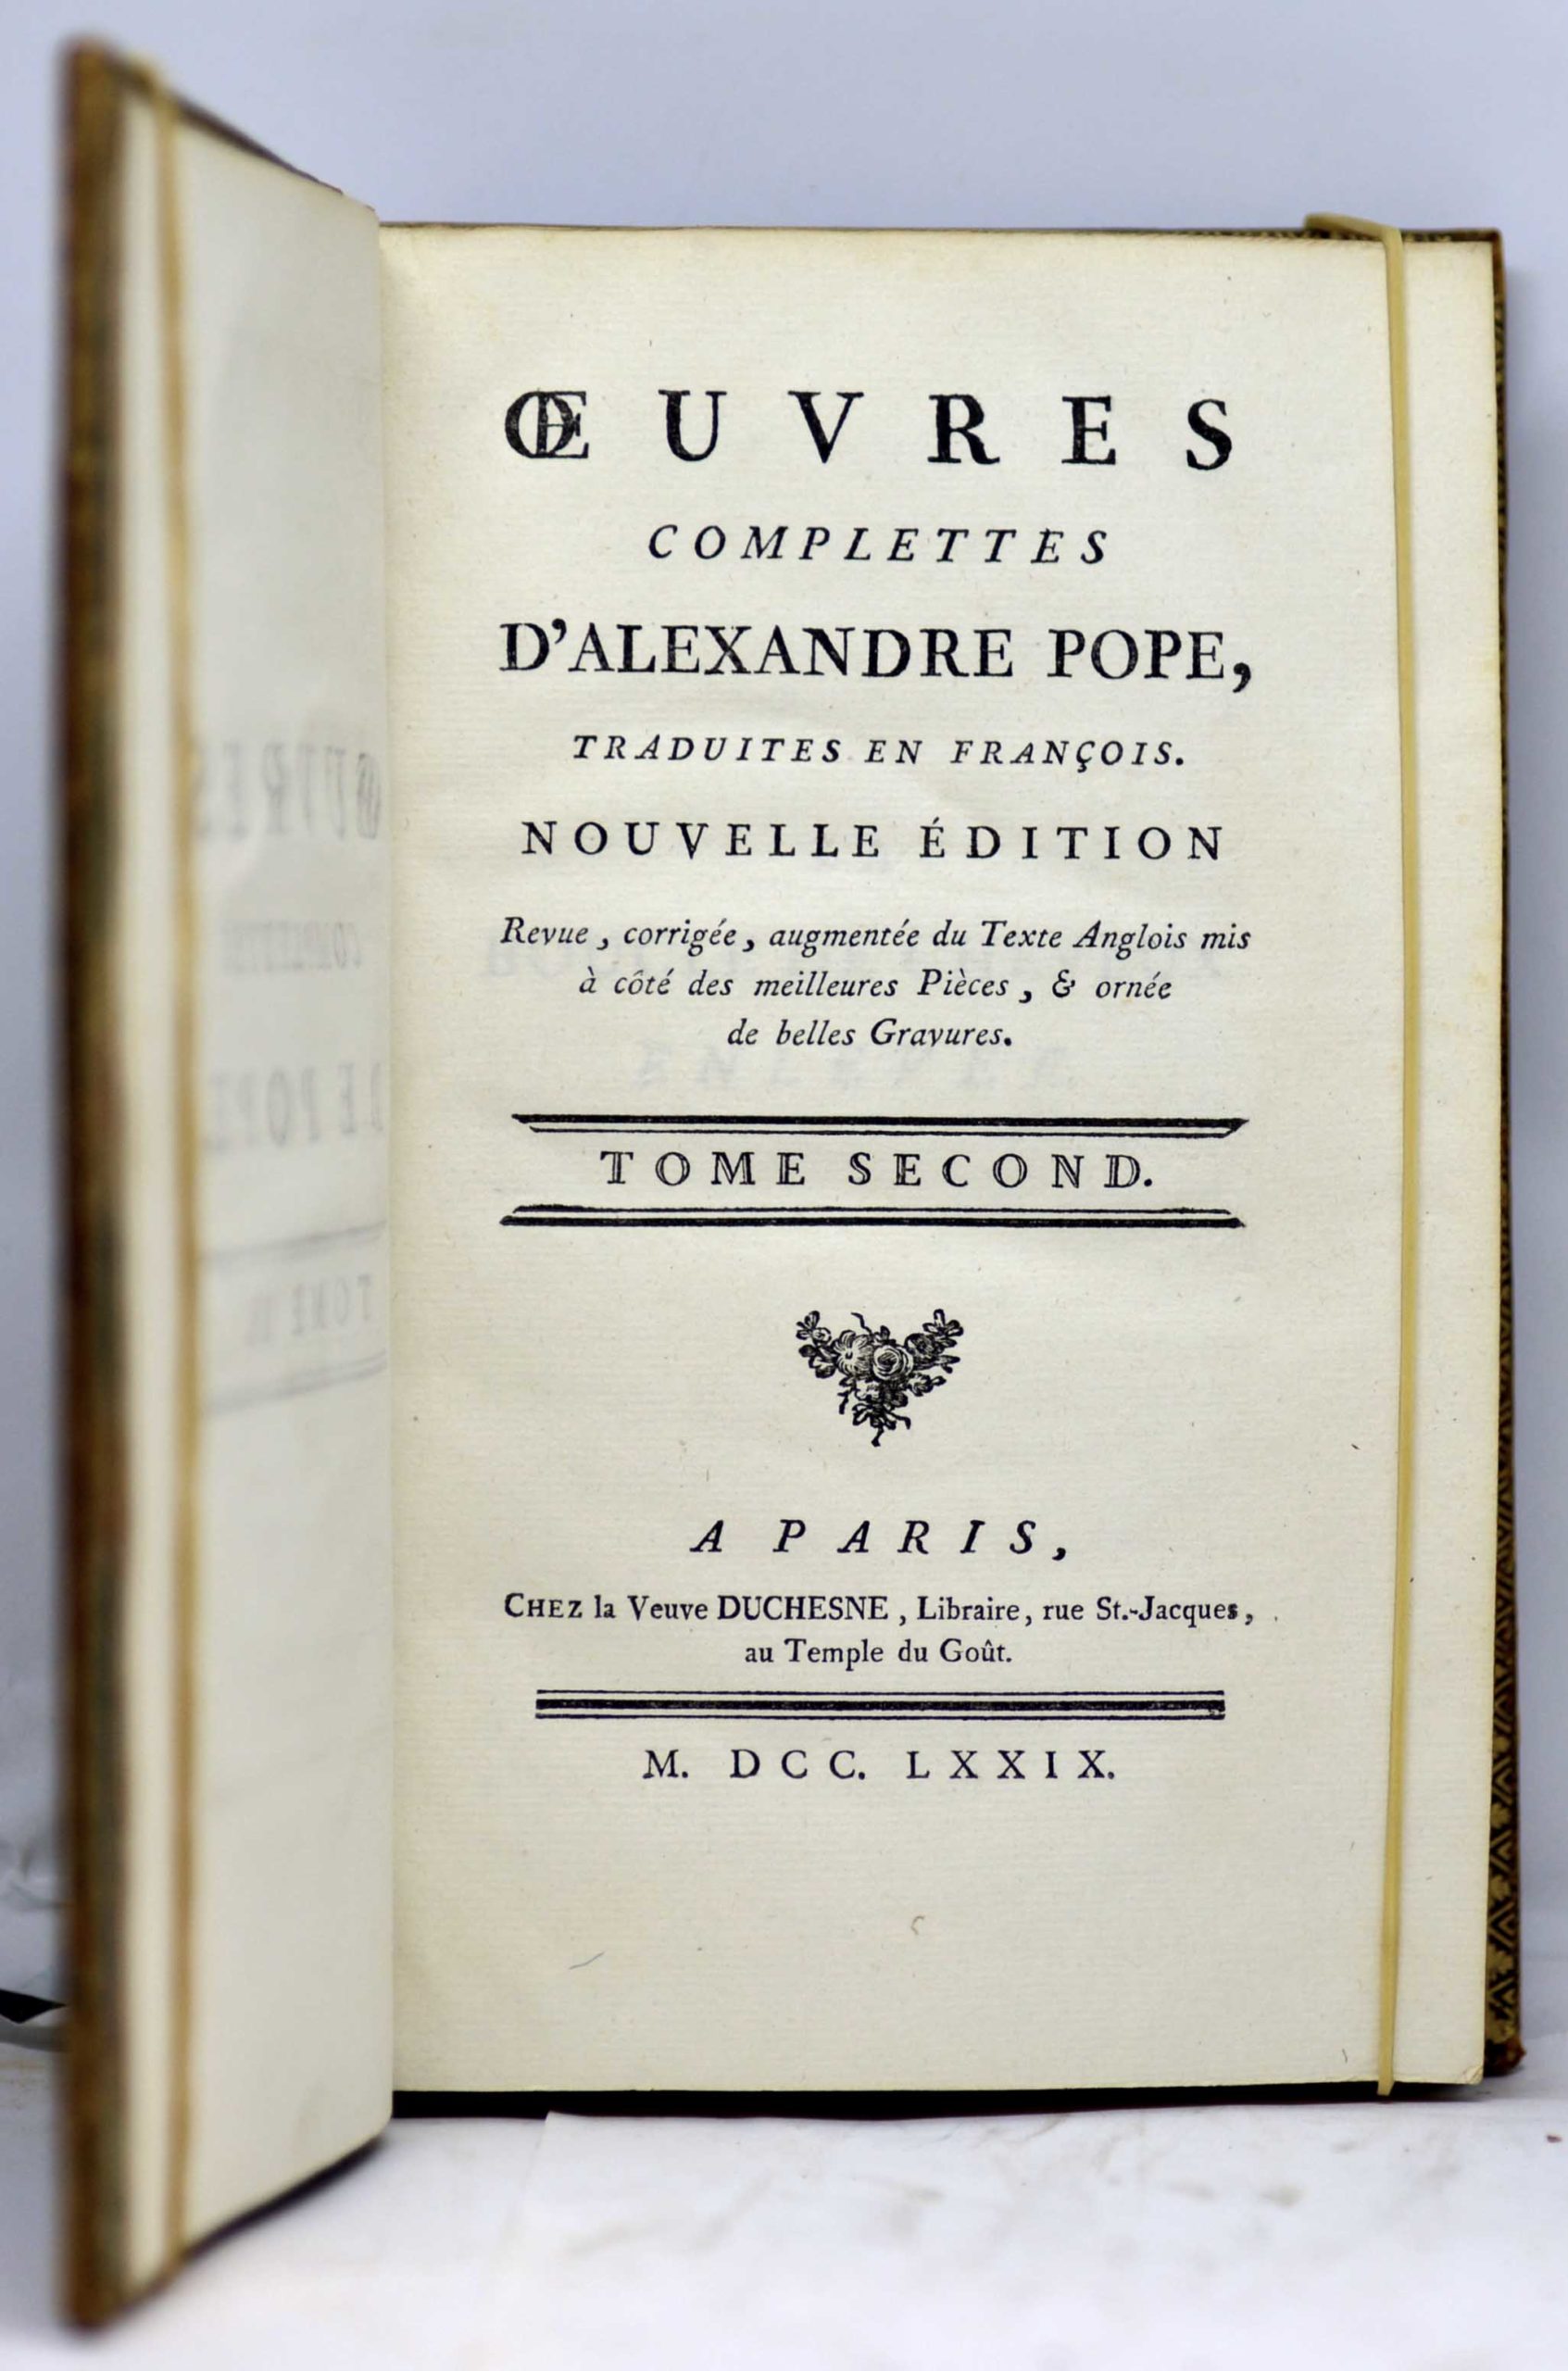 ŒUVRES
COMPLETTES
D'ALEXANDRE POPE,
TRADUITES EN FRANÇOIS.
NOUVELLE ÉDITION
Revue, corrigée, augmentée du Texte Anglois mis
à côté des meilleures Pièces, & ornée
de belles Gravures.
TOME SECOND.
A PARIS,
CHEZ la Veuve DUCHESNE, Libraire, rue St.-Jacques,
au Temple du Goût.
M. DCC. LXXIX.